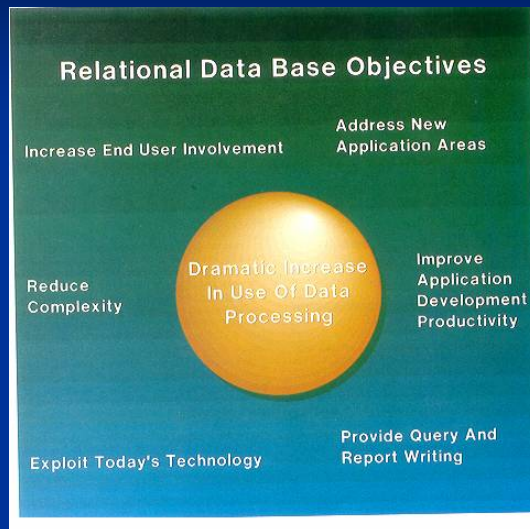 Relational Data Base Objectives
Increase End User Involvement
Address New
Application Areas
Dramatic Increase
In Use Of Data
Processing
Reduce
Complexity
Improve
Application
Development
Productivity
Exploit Today's Technology
Provide Query And
Report Writing